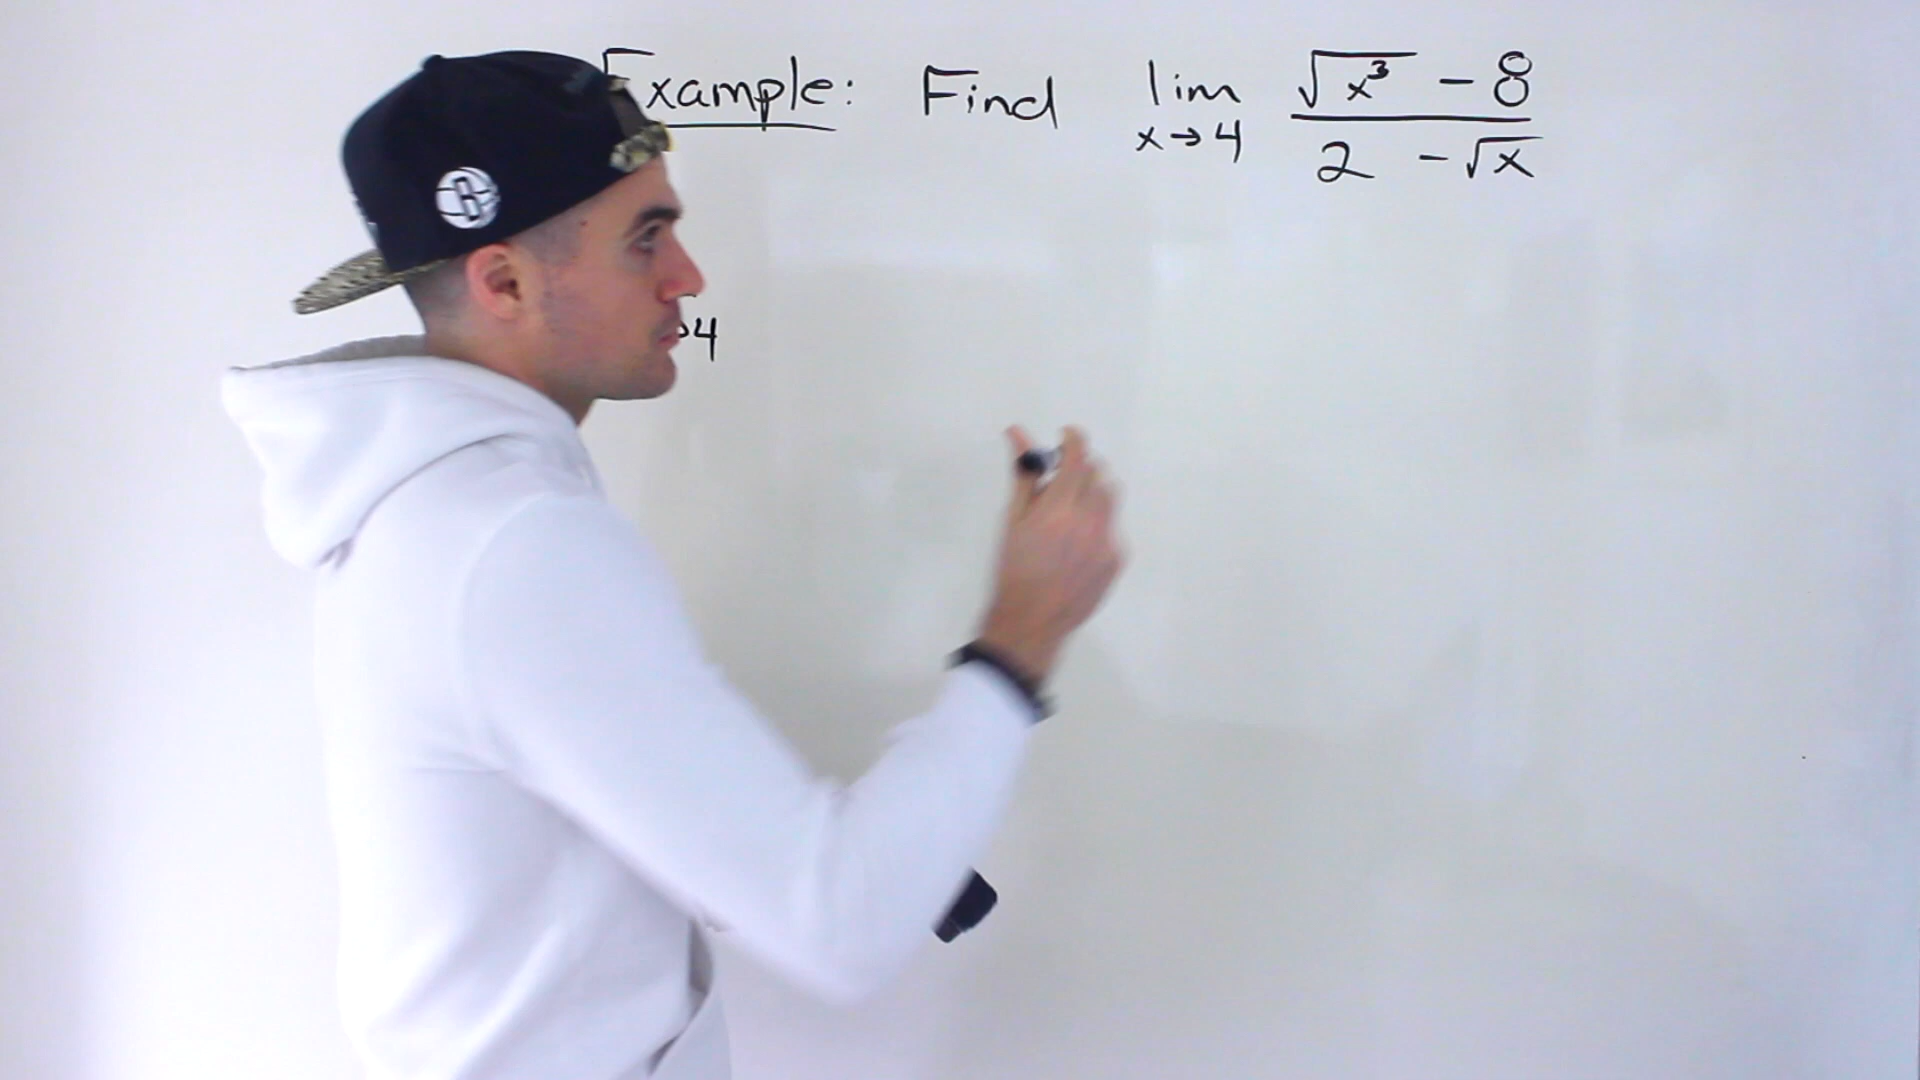 Example: Find lim x→4 (√x³ - 8)/(2 - √x)
→4
B